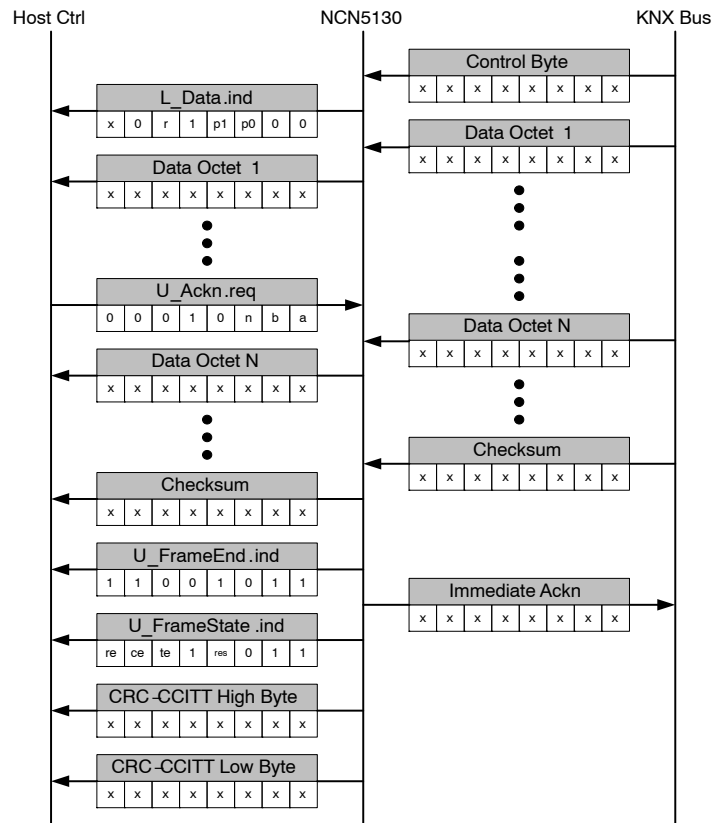 Host Ctrl NCN5130 KNX Bus
Control Byte
x x x x x x x x
L_Data.ind
x 0 r 1 p1 p0 0 0
Data Octet 1
x x x x x x x x
Data Octet 1
x x x x x x x x
U_Ackn.req
0 0 0 1 0 n b a
Data Octet N
x x x x x x x x
Data Octet N
x x x x x x x x
Checksum
x x x x x x x x
Checksum
x x x x x x x x
U_FrameEnd.ind
1 1 0 0 1 0 1 1
Immediate Ackn
x x x x x x x x
U_FrameState.ind
re ce te 1 res 0 1 1
CRC-CCITT High Byte
x x x x x x x x
CRC-CCITT Low Byte
x x x x x x x x